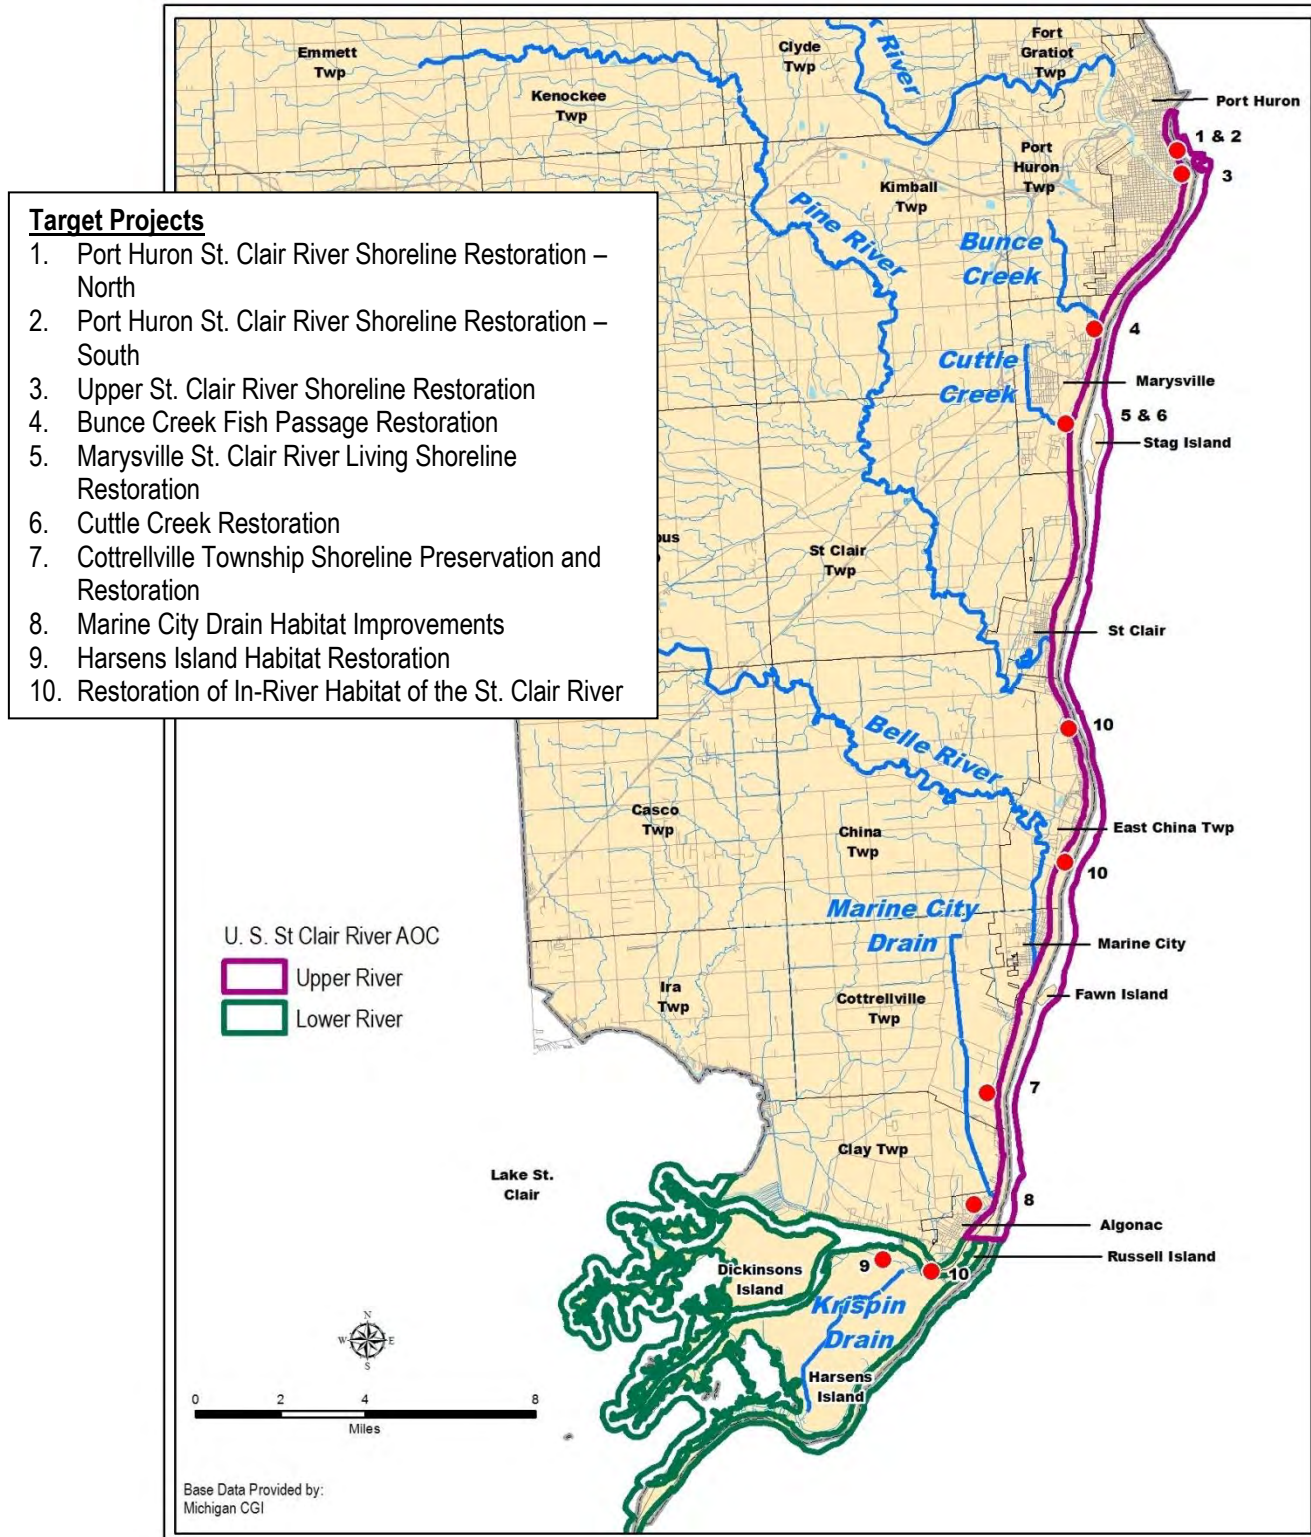 Emmett
Twp
Clyde
Twp
K River
Fort
Gratiot
Twp
Kenockee
Twp
Port Huron
1 & 2
3
Port
Huron
Twp
Kimball
Twp
Pine River
Bunce
Creek
4
Target Projects
1. Port Huron St. Clair River Shoreline Restoration –
North
2. Port Huron St. Clair River Shoreline Restoration –
South
3. Upper St. Clair River Shoreline Restoration
4. Bunce Creek Fish Passage Restoration
5. Marysville St. Clair River Living Shoreline
Restoration
6. Cuttle Creek Restoration
7. Cottrellville Township Shoreline Preservation and
Restoration
8. Marine City Drain Habitat Improvements
9. Harsens Island Habitat Restoration
10. Restoration of In-River Habitat of the St. Clair River
Cuttle
Creek
Marysville
5 & 6
Stag Island
bus
St Clair
Twp
St Clair
10
Belle River
Casco
Twp
China
Twp
East China Twp
10
Marine City
Drain
Marine City
U. S. St Clair River AOC
Upper River
Lower River
Ira
Twp
Cottrellville
Twp
Fawn Island
7
Clay Twp
Lake St.
Clair
8
Algonac
Russell Island
Dickinsons
Island
9
10
Krispin
Drain
Harsens
Island
N
W E
S
0 2 4 8
Miles
Base Data Provided by:
Michigan CGI